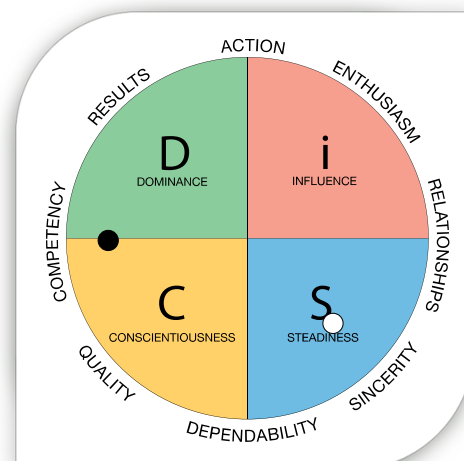 ACTION
ENTHUSIASM
RELATIONSHIPS
SINCERITY
DEPENDABILITY
QUALITY
COMPETENCY
RESULTS
D
DOMINANCE
i
INFLUENCE
C
CONSCIENTIOUSNESS
S
STEADINESS